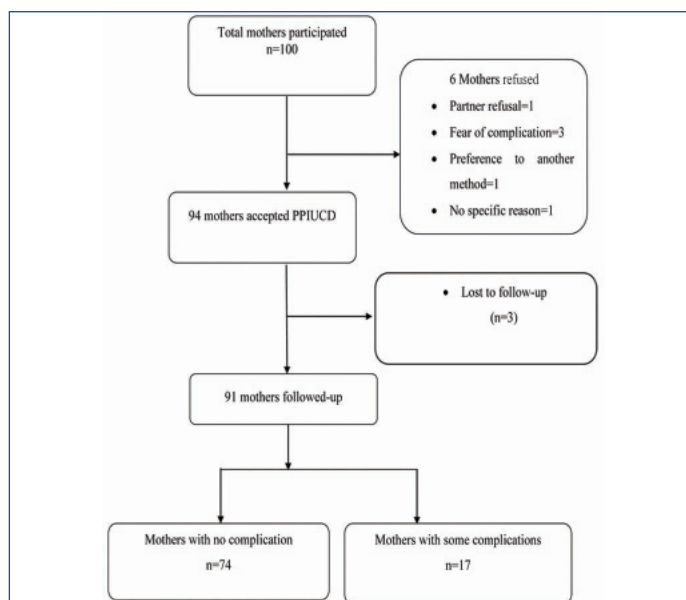 Total mothers participated
n=100
6 Mothers refused
• Partner refusal=1
• Fear of complication=3
• Preference to another
method=1
• No specific reason=1
94 mothers accepted PPIUCD
• Lost to follow-up
(n=3)
91 mothers followed-up
Mothers with no complication
n=74
Mothers with some complications
n=17